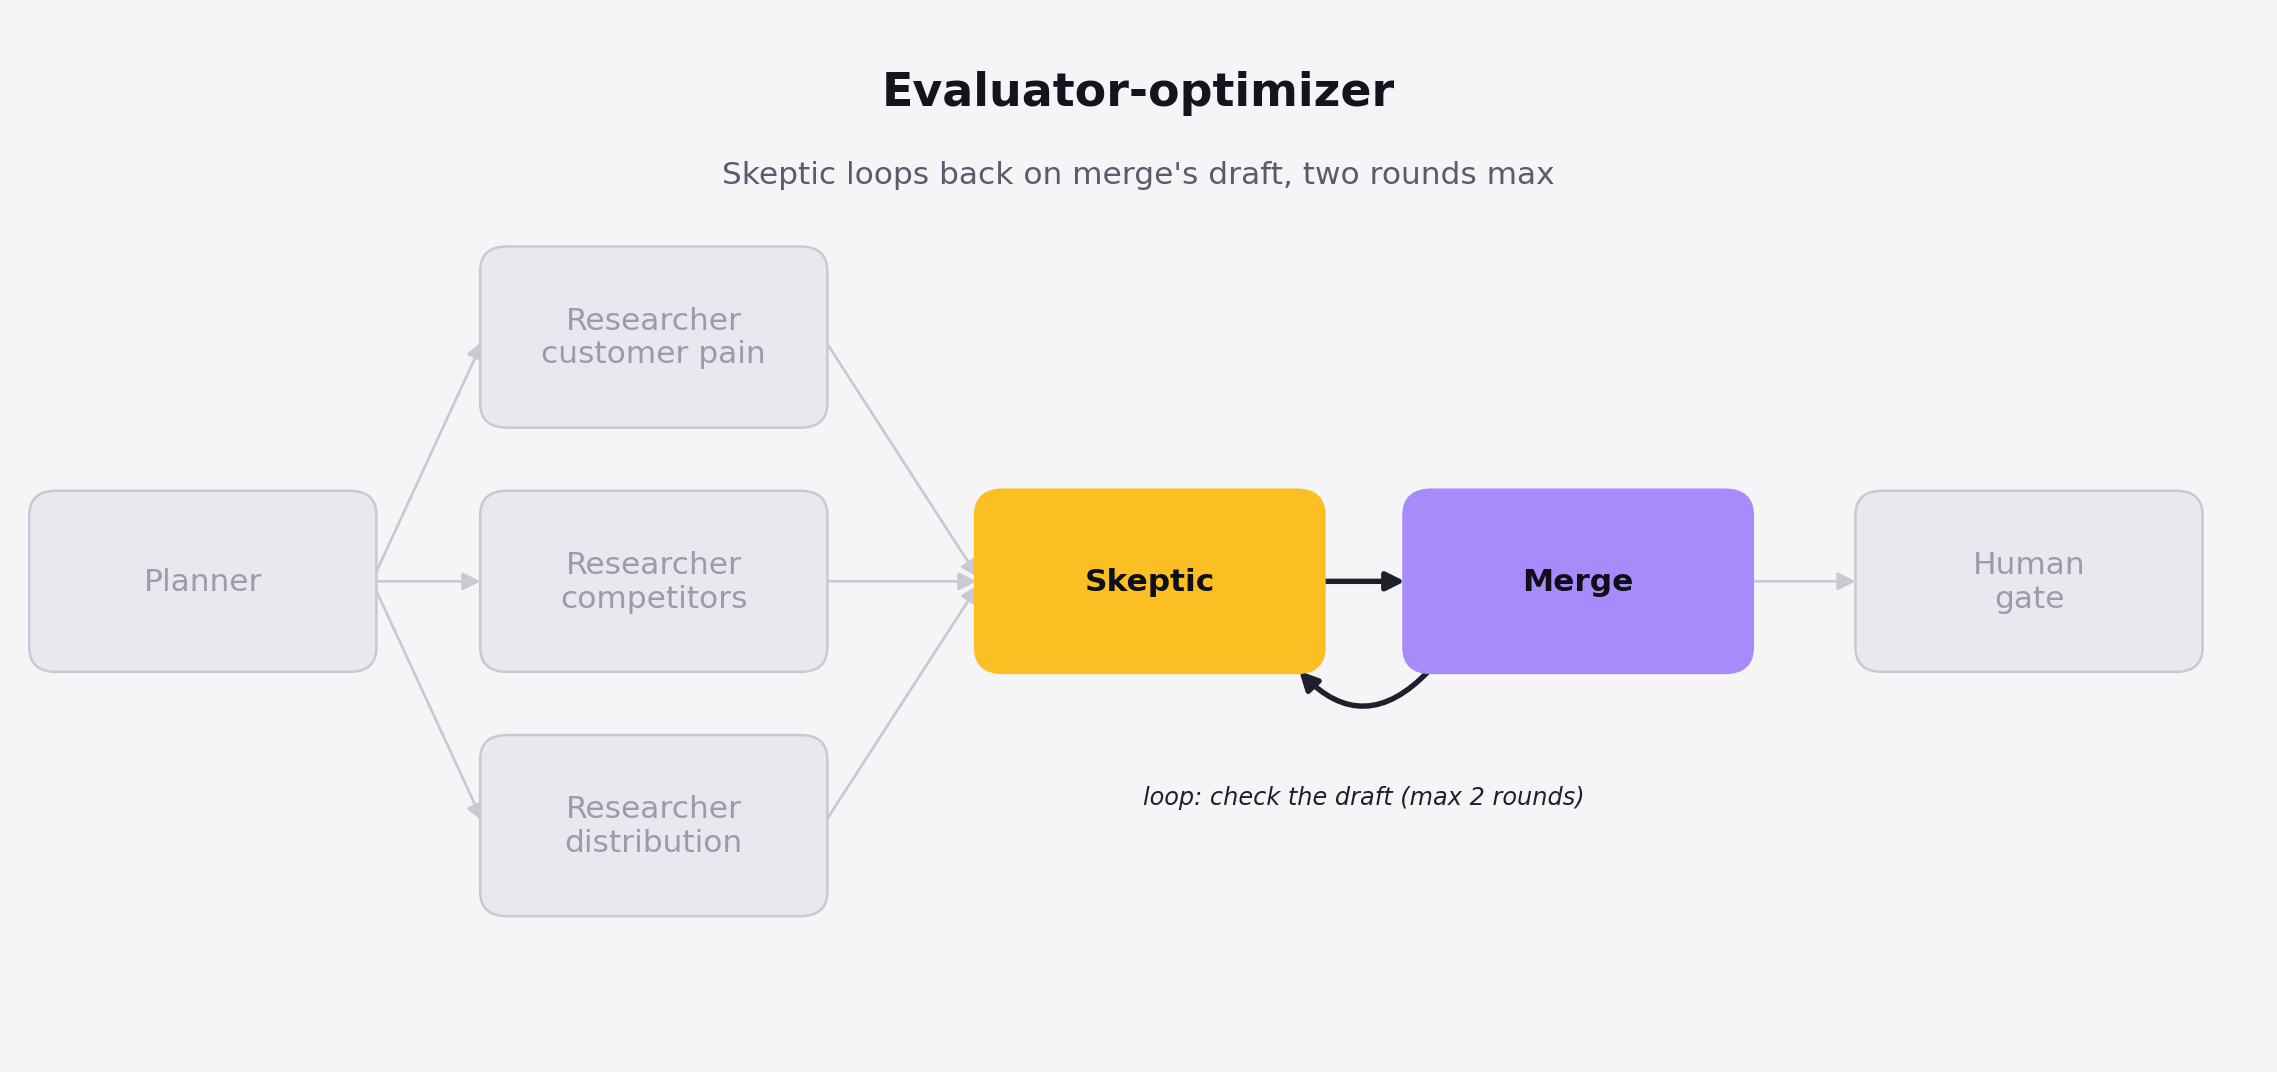 Evaluator-optimizer
Skeptic loops back on merge's draft, two rounds max
Researcher
customer pain
Planner
Researcher
competitors
Skeptic
Merge
Human
gate
loop: check the draft (max 2 rounds)
Researcher
distribution